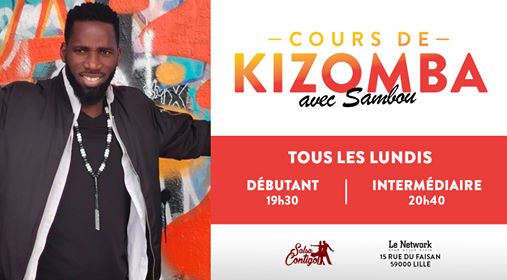 COURS DE
KIZOMBA
avec Sambou
TOUS LES LUNDIS
DÉBUTANT
19h30
INTERMÉDIAIRE
20h40
Salsa
Contigo
Le Network
15 RUE DU FAISAN
59000 LILLE